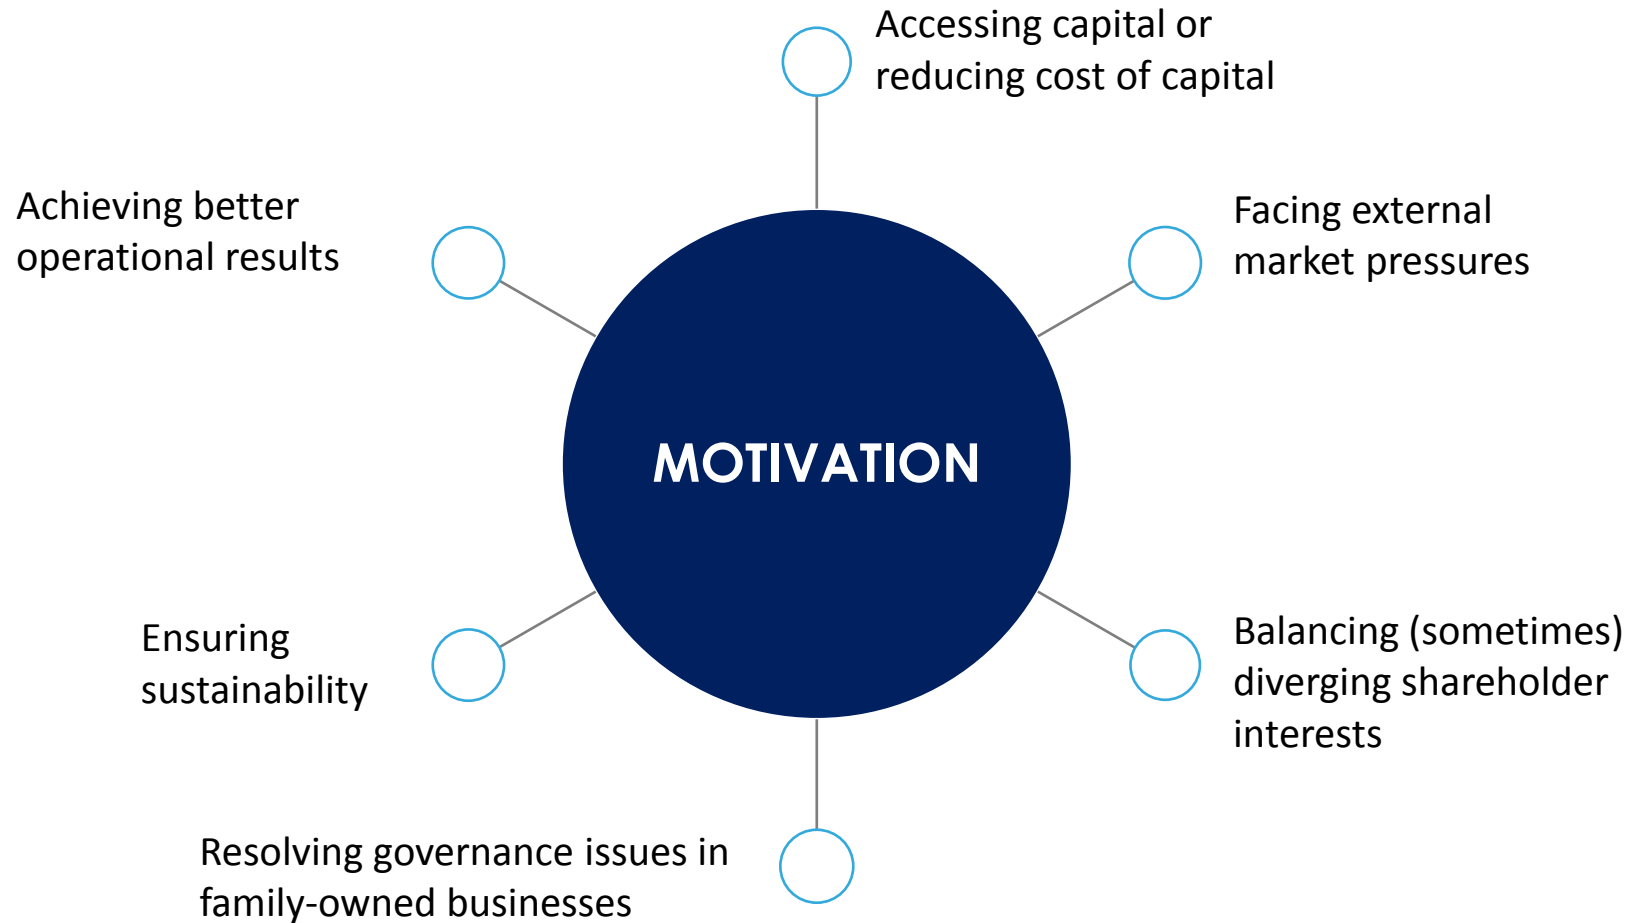 Accessing capital or
reducing cost of capital
Achieving better
operational results
Facing external
market pressures
MOTIVATION
Ensuring
sustainability
Balancing (sometimes)
diverging shareholder
interests
Resolving governance issues in
family-owned businesses